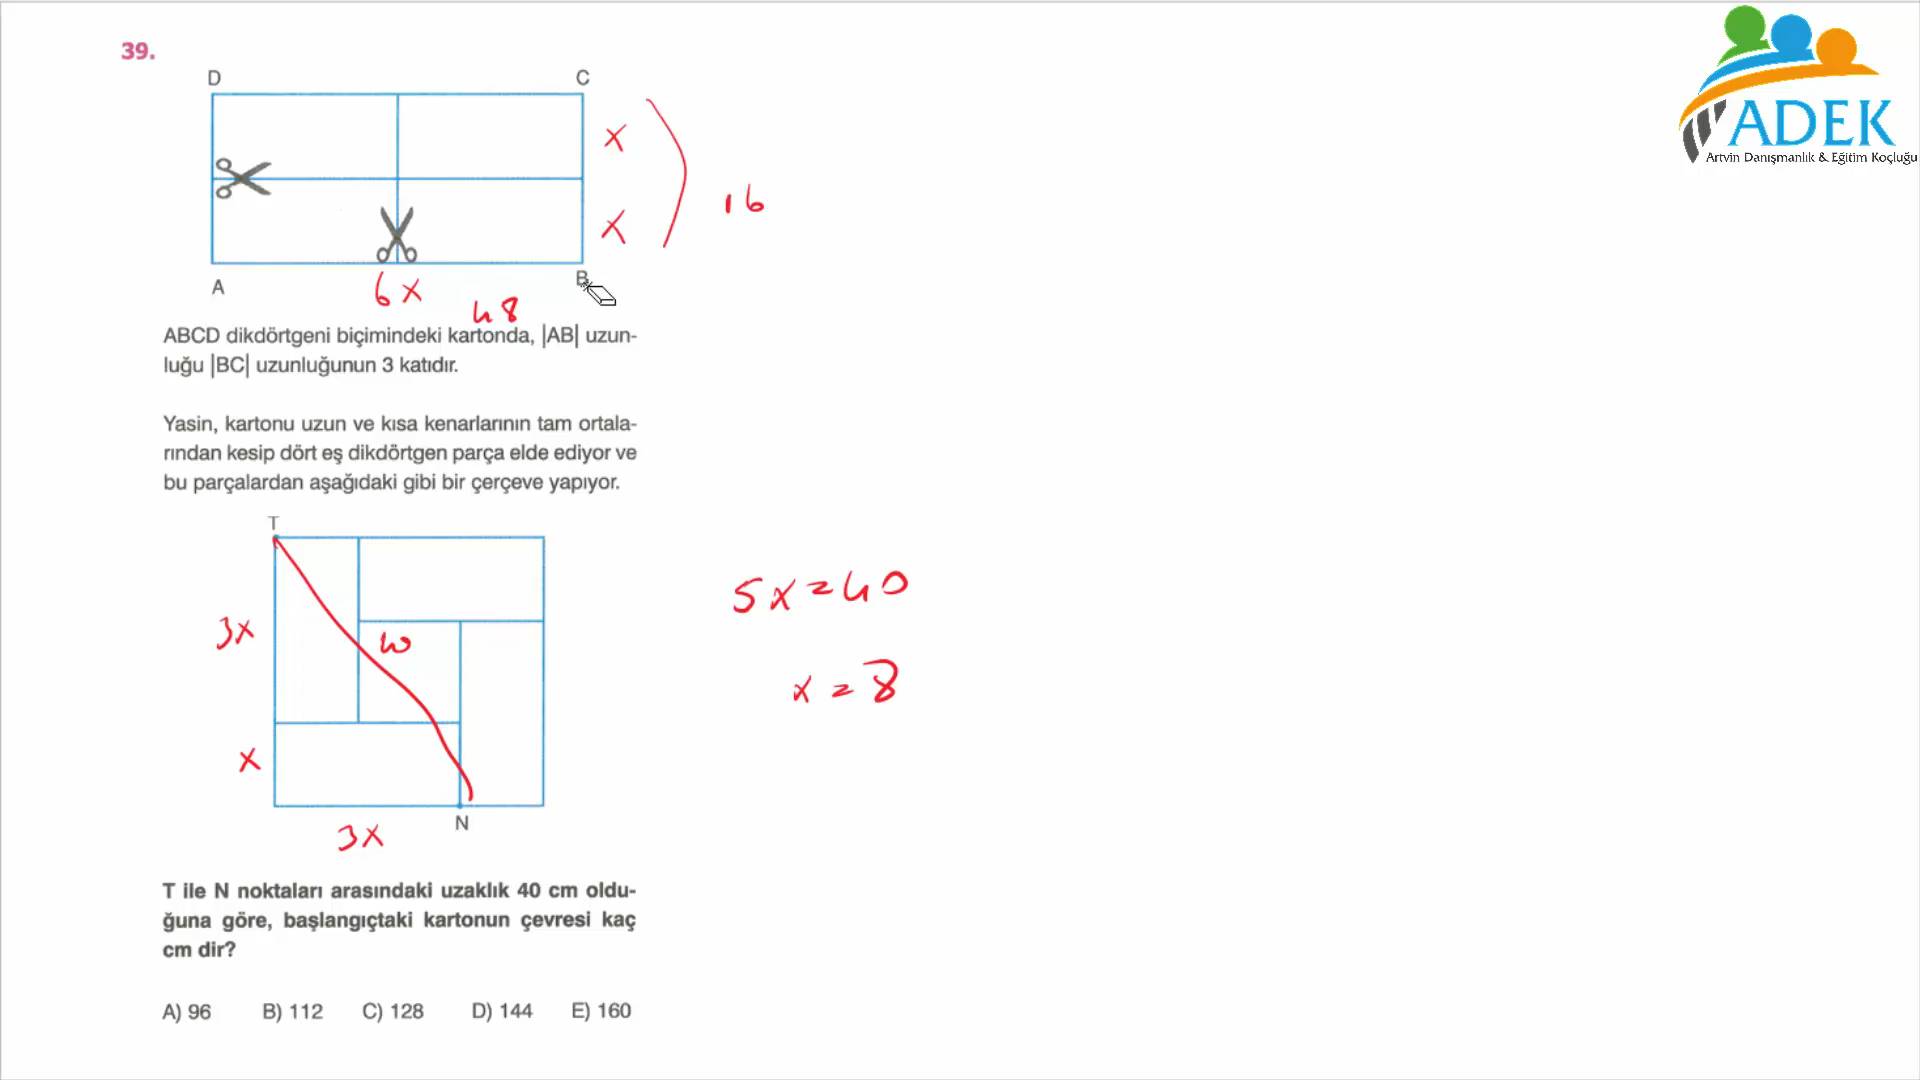 39.
D
C
x
x
16
A
B
6x
48
ABCD dikdörtgeni biçimindeki kartonda, |AB| uzun-
luğu |BC| uzunluğunun 3 katıdır.
Yasin, kartonu uzun ve kısa kenarlarının tam ortala-
rından kesip dört eş dikdörtgen parça elde ediyor ve
bu parçalardan aşağıdaki gibi bir çerçeve yapıyor.
T
3x
40
x
N
3x
5x=40
x=8
T ile N noktaları arasındaki uzaklık 40 cm oldu-
ğuna göre, başlangıçtaki kartonun çevresi kaç
cm dir?
A) 96 B) 112 C) 128 D) 144 E) 160
ADEK
Artvin Danışmanlık & Eğitim Koçluğu